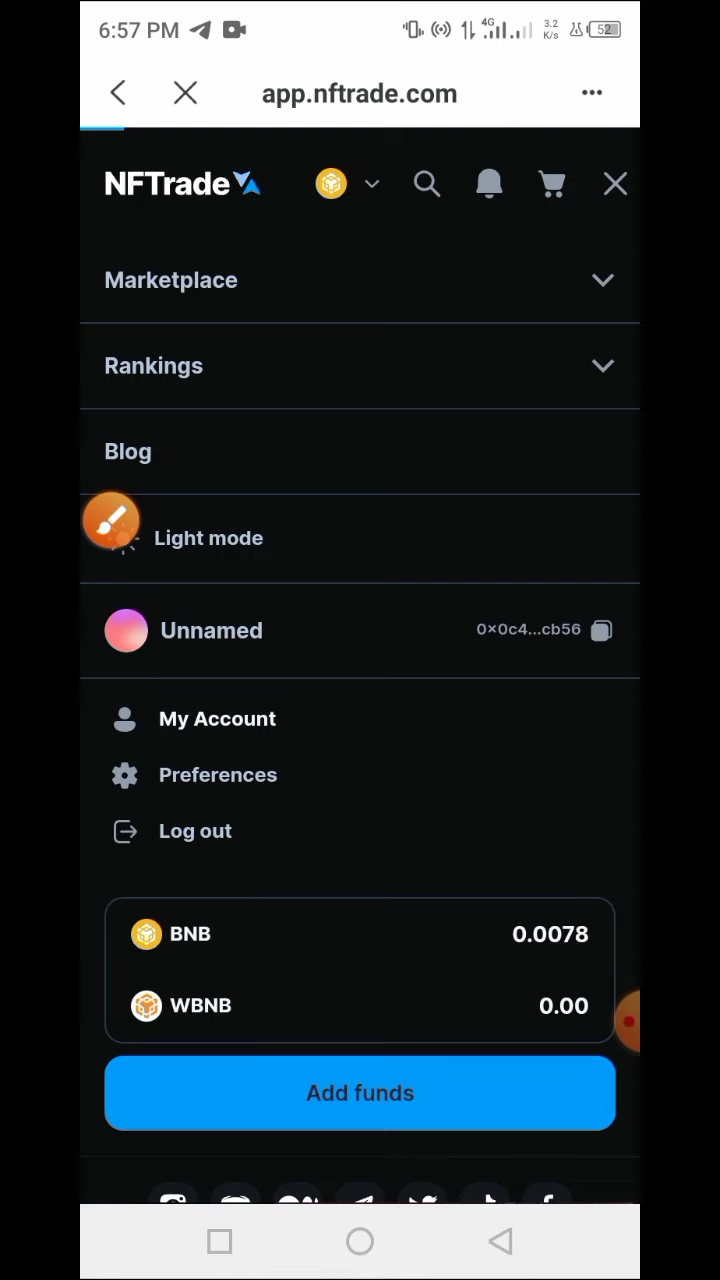 6:57 PM 4G 3.2 K/s 52
app.nftrade.com
NFTrade
Marketplace
Rankings
Blog
Light mode
Unnamed 0x0c4...cb56
My Account
Preferences
Log out
BNB 0.0078
WBNB 0.00
Add funds